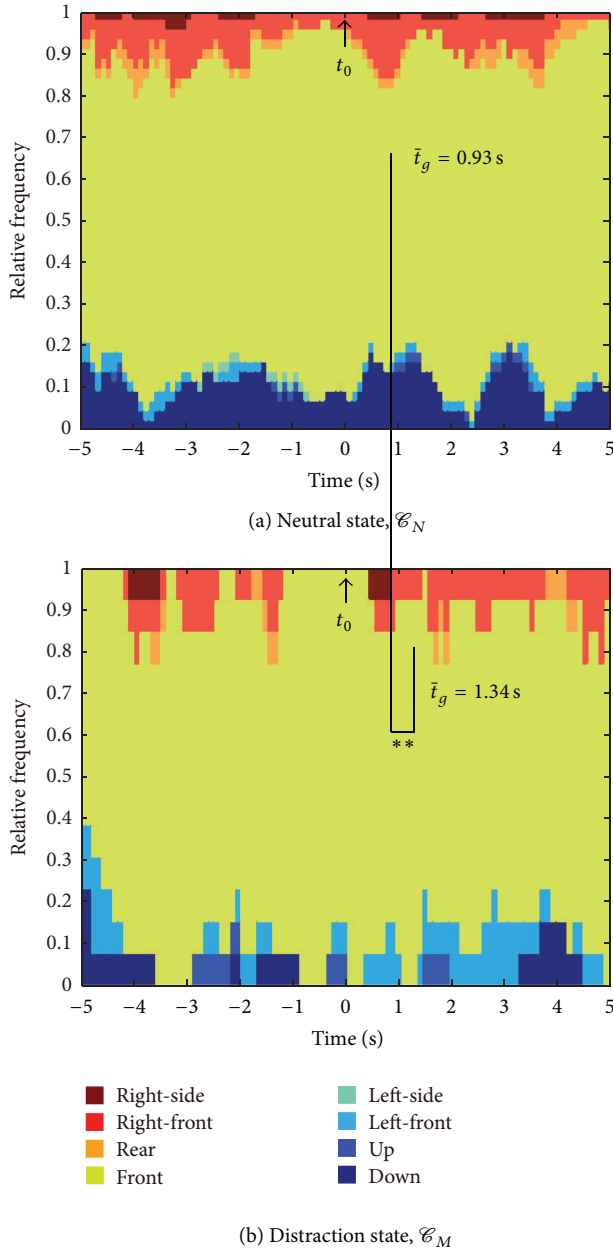 1
0.9
0.8
0.7
0.6
0.5
0.4
0.3
0.2
0.1
0
Relative frequency
t₀
t̄_g = 0.93 s
−5 −4 −3 −2 −1 0 1 2 3 4 5
Time (s)
(a) Neutral state, 𝒞_N
1
0.9
0.8
0.7
0.6
0.5
0.4
0.3
0.2
0.1
0
Relative frequency
t₀
t̄_g = 1.34 s
**
−5 −4 −3 −2 −1 0 1 2 3 4 5
Time (s)
Right-side
Right-front
Rear
Front
Left-side
Left-front
Up
Down
(b) Distraction state, 𝒞_M